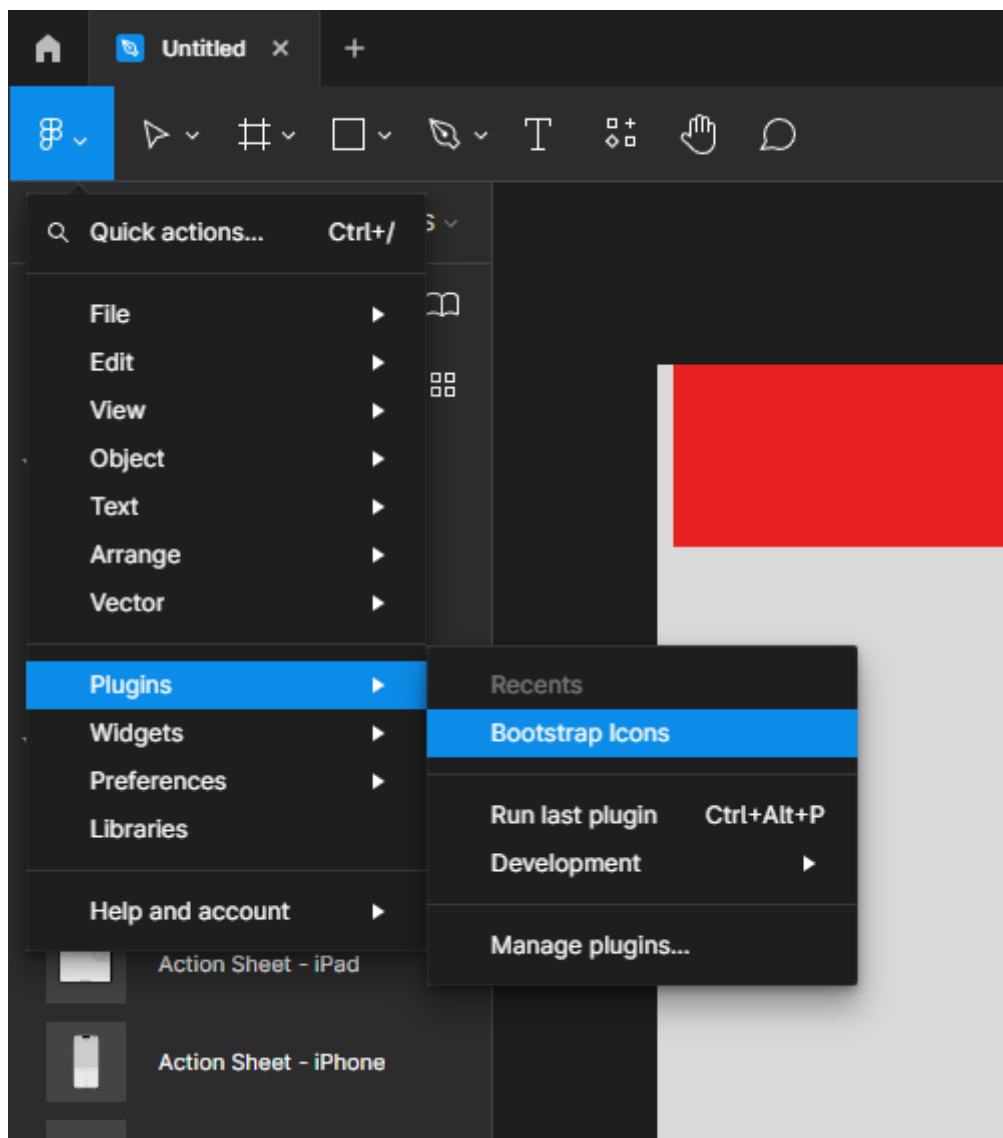 Untitled
Quick actions... Ctrl+/
File
Edit
View
Object
Text
Arrange
Vector
Plugins
Widgets
Preferences
Libraries
Help and account
Recents
Bootstrap Icons
Run last plugin Ctrl+Alt+P
Development
Manage plugins...
Action Sheet - iPad
Action Sheet - iPhone